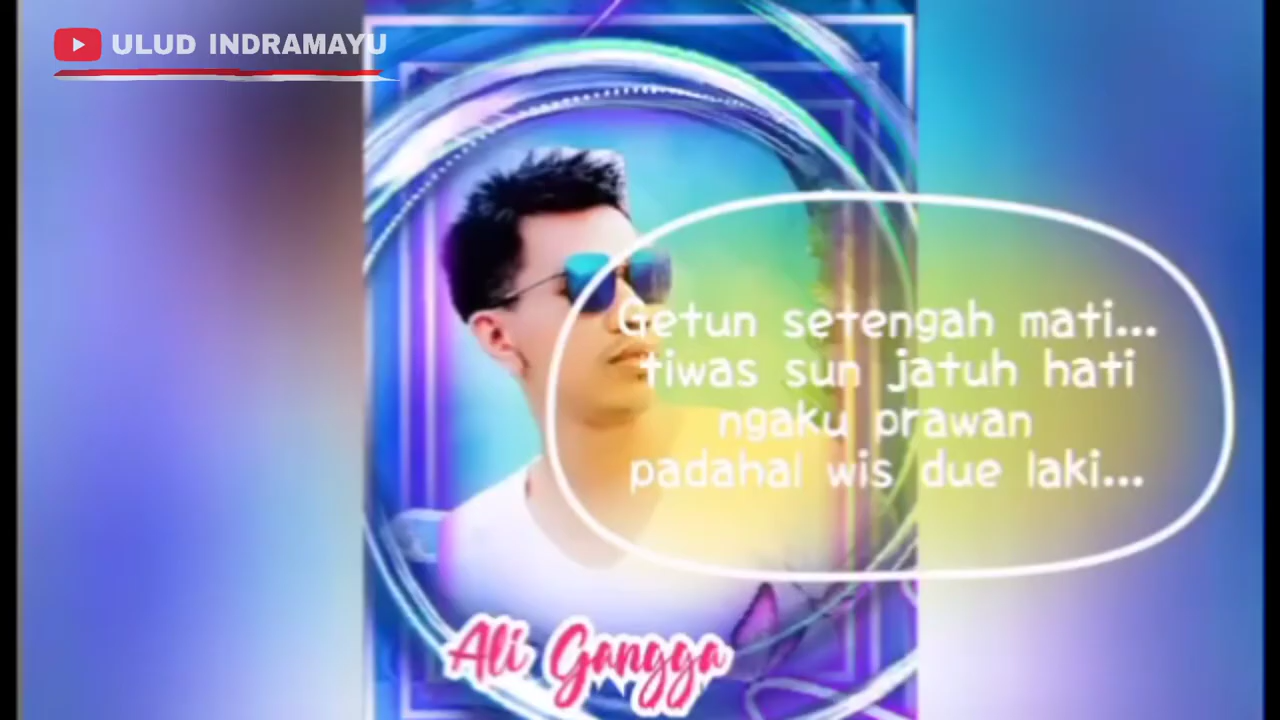 ULUD INDRAMAYU
Getun setengah mati...
tiwas sun jatuh hati
ngaku prawan
padahal wis due laki...
Ali Gangga